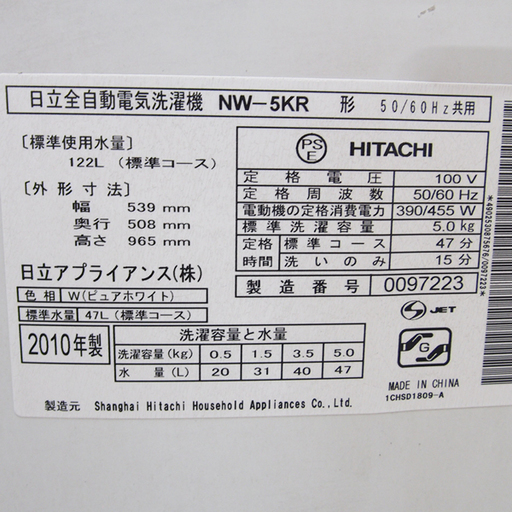 日立全自動電気洗濯機 NW-5KR 形 50/60Hz共用
〔標準使用水量〕
122L (標準コース)
〔外形寸法〕
幅 539 mm
奥行 508 mm
高さ 965 mm
日立アプライアンス(株)
色相 W(ピュアホワイト)
標準水量 47L (標準コース)
PS E HITACHI
定格電圧 100 V
定格周波数 50/60 Hz
電動機の定格消費電力 390/455 W
標準洗濯容量 5.0 kg
定格 標準コース 47分
時間 洗いのみ 15分
製造番号 0097223
*4902530875676/0097223*
S JET
2010年製
洗濯容量と水量
洗濯容量(kg) 0.5 1.5 3.5 5.0
水量(L) 20 31 40 47
G
MADE IN CHINA
1CHSD1809-A
製造元 Shanghai Hitachi Household Appliances Co.,Ltd.